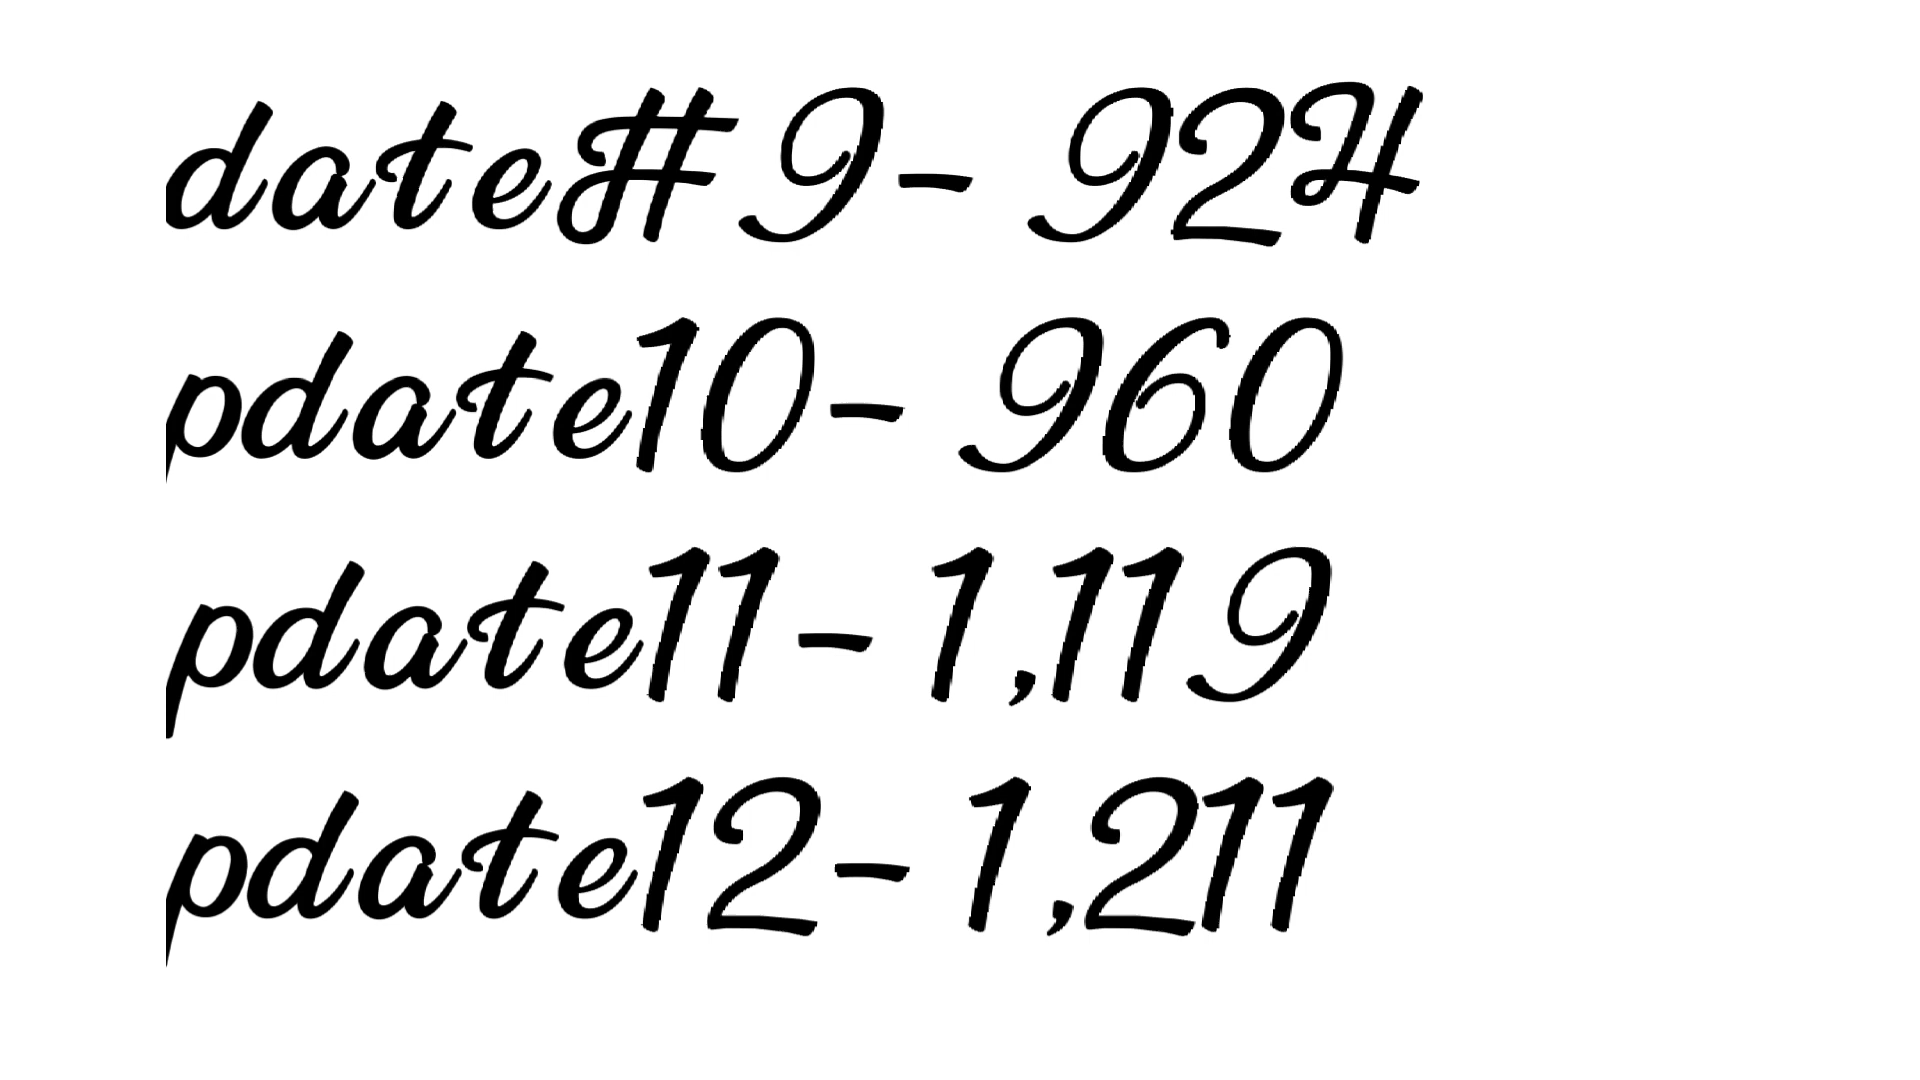 date# 9- 924
pdate10- 960
pdate11- 1,119
pdate12- 1,211